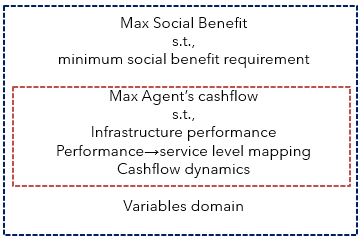 Max Social Benefit
s.t.,
minimum social benefit requirement
Max Agent's cashflow
s.t.,
Infrastructure performance
Performance→service level mapping
Cashflow dynamics
Variables domain